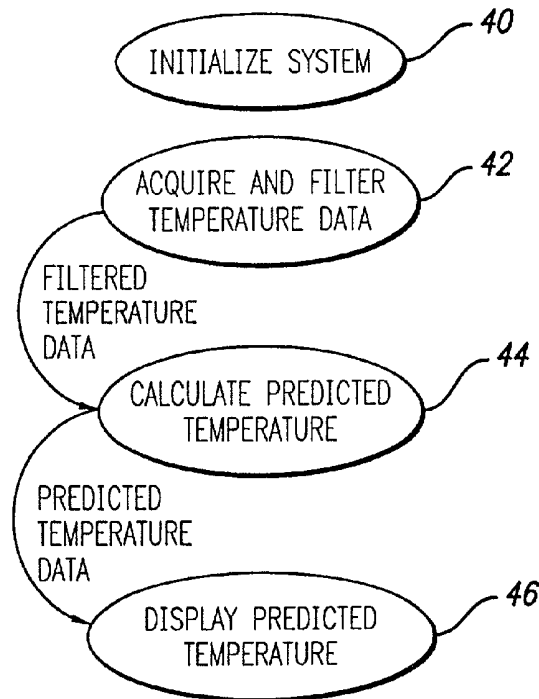 40
INITIALIZE SYSTEM
42
ACQUIRE AND FILTER
TEMPERATURE DATA
FILTERED
TEMPERATURE
DATA
44
CALCULATE PREDICTED
TEMPERATURE
PREDICTED
TEMPERATURE
DATA
46
DISPLAY PREDICTED
TEMPERATURE